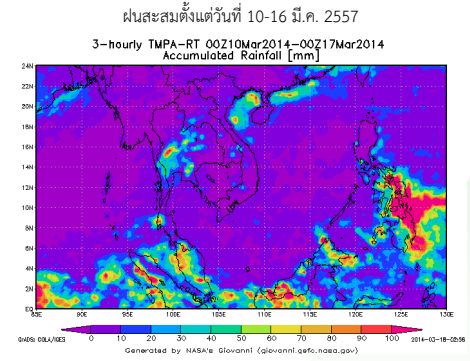 ฝนสะสมตั้งแต่วันที่ 10-16 มี.ค. 2557
3-hourly TMPA-RT 00Z10Mar2014-00Z17Mar2014
Accumulated Rainfall [mm]
24N
22N
20N
18N
16N
14N
12N
10N
8N
6N
4N
2N
EQ
85E 90E 95E 100E 105E 110E 115E 120E 125E 130E
0 10 20 30 40 50 60 70 80 90 100
GrADS: COLA/IGES 2014-03-18-02:58
Generated by NASA's Giovanni (giovanni.gsfc.nasa.gov)